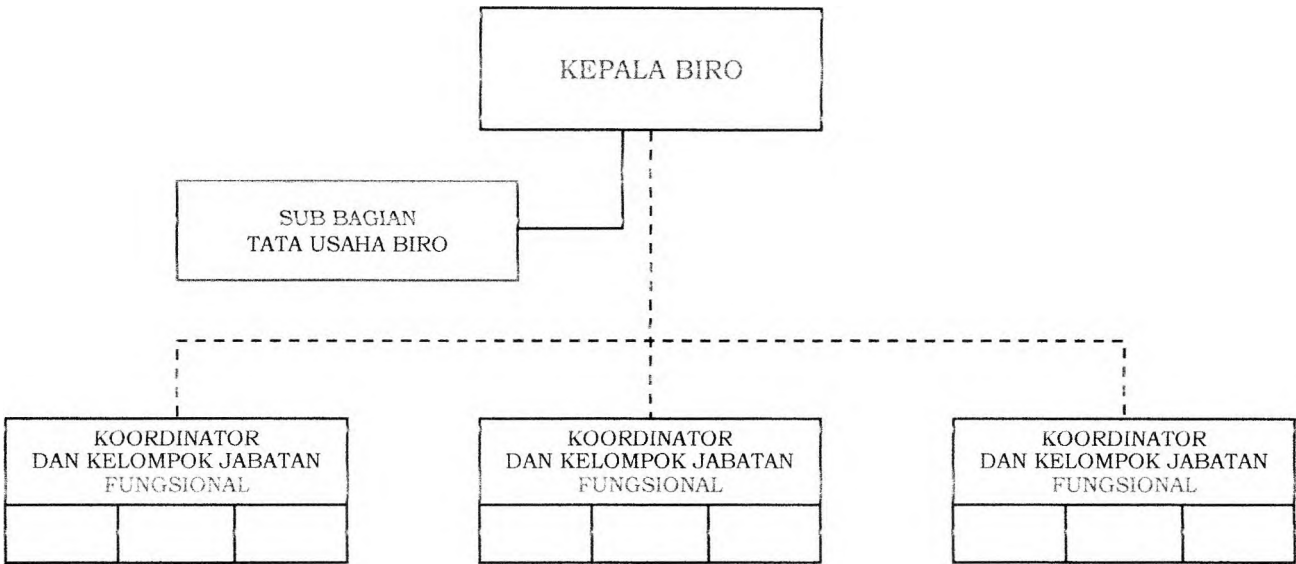 KEPALA BIRO
SUB BAGIAN
TATA USAHA BIRO
KOORDINATOR
DAN KELOMPOK JABATAN
FUNGSIONAL
KOORDINATOR
DAN KELOMPOK JABATAN
FUNGSIONAL
KOORDINATOR
DAN KELOMPOK JABATAN
FUNGSIONAL